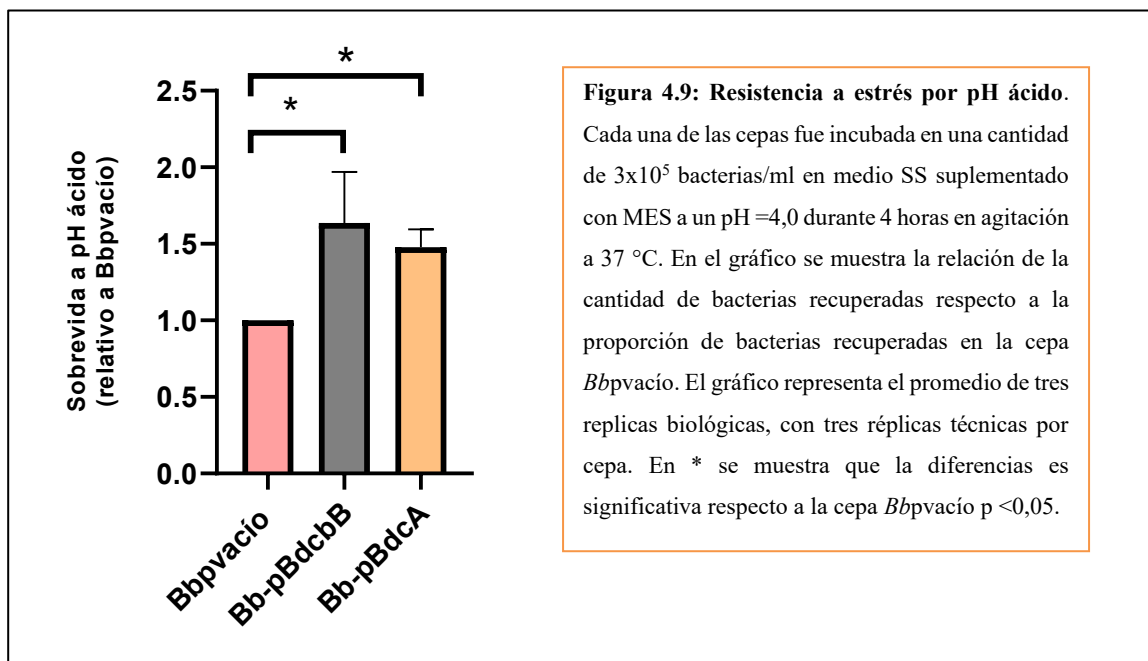 *
*
2.5
2.0
1.5
1.0
0.5
0.0
Sobrevida a pH ácido
(relativo a Bbpvacío)
Bbpvacío
Bb-pBdcbB
Bb-pBdcA
Figura 4.9: Resistencia a estrés por pH ácido.
Cada una de las cepas fue incubada en una cantidad
de 3x10⁵ bacterias/ml en medio SS suplementado
con MES a un pH =4,0 durante 4 horas en agitación
a 37 °C. En el gráfico se muestra la relación de la
cantidad de bacterias recuperadas respecto a la
proporción de bacterias recuperadas en la cepa
Bbpvacío. El gráfico representa el promedio de tres
replicas biológicas, con tres réplicas técnicas por
cepa. En * se muestra que la diferencias es
significativa respecto a la cepa Bbpvacío p <0,05.